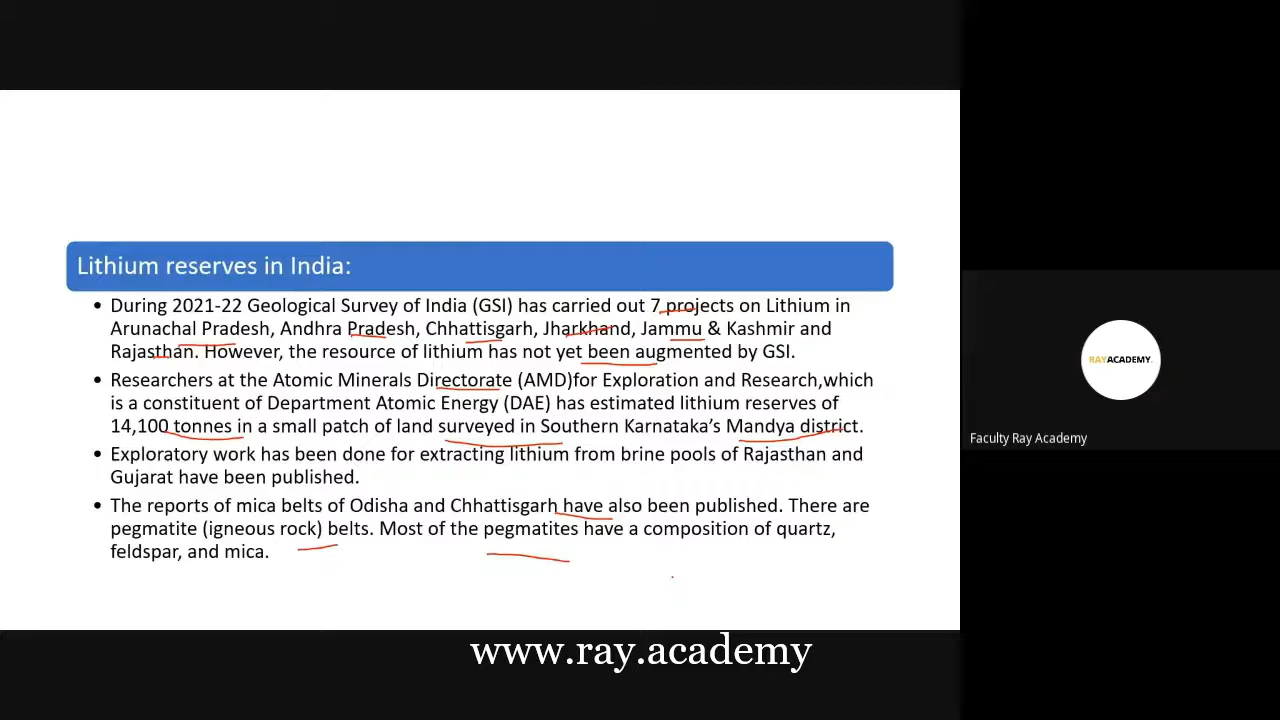 Lithium reserves in India:
• During 2021-22 Geological Survey of India (GSI) has carried out 7 projects on Lithium in
Arunachal Pradesh, Andhra Pradesh, Chhattisgarh, Jharkhand, Jammu & Kashmir and
Rajasthan. However, the resource of lithium has not yet been augmented by GSI.
• Researchers at the Atomic Minerals Directorate (AMD)for Exploration and Research,which
is a constituent of Department Atomic Energy (DAE) has estimated lithium reserves of
14,100 tonnes in a small patch of land surveyed in Southern Karnataka’s Mandya district.
• Exploratory work has been done for extracting lithium from brine pools of Rajasthan and
Gujarat have been published.
• The reports of mica belts of Odisha and Chhattisgarh have also been published. There are
pegmatite (igneous rock) belts. Most of the pegmatites have a composition of quartz,
feldspar, and mica.
RAYACADEMY.
Faculty Ray Academy
www.ray.academy